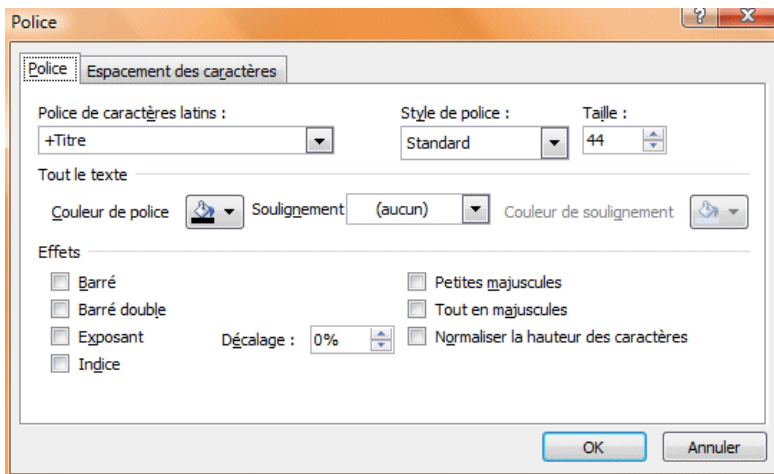 Police
Police Espacement des caractères
Police de caractères latins : Style de police : Taille :
+Titre Standard 44
Tout le texte
Couleur de police Soulignement (aucun) Couleur de soulignement
Effets
Barré Petites majuscules
Barré double Tout en majuscules
Exposant Décalage : 0% Normaliser la hauteur des caractères
Indice
OK Annuler